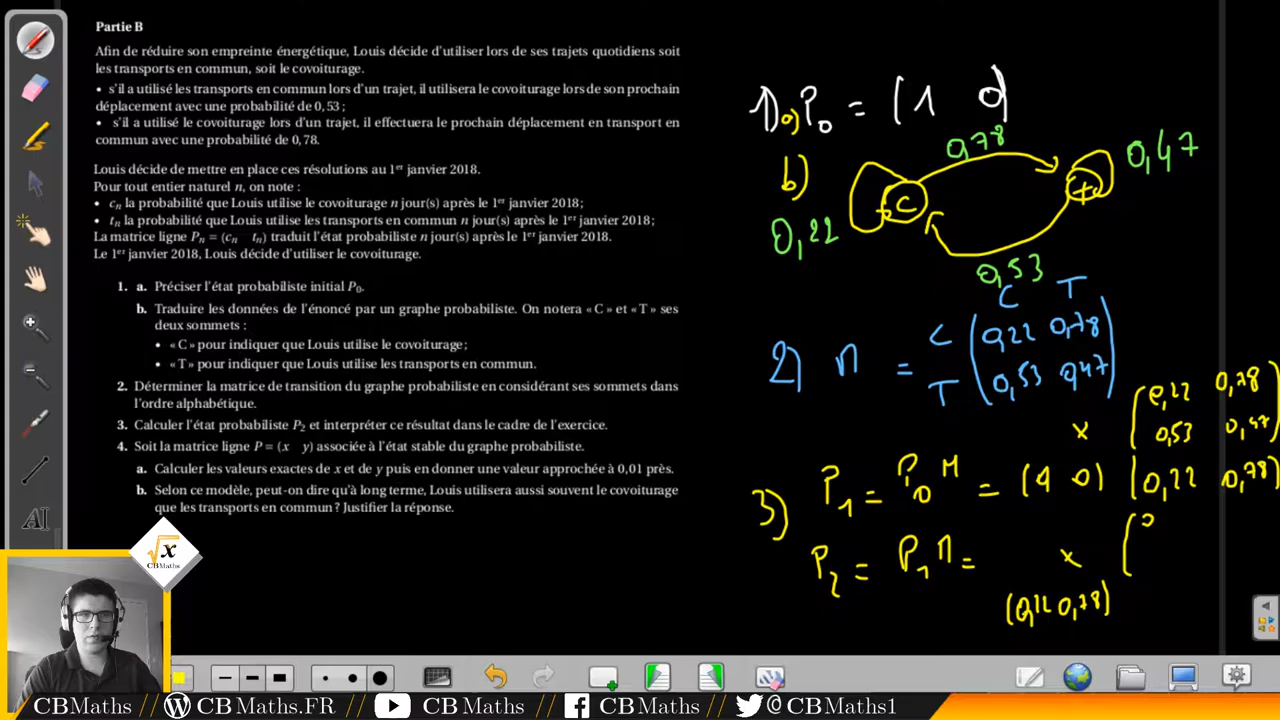 Partie B
Afin de réduire son empreinte énergétique, Louis décide d'utiliser lors de ses trajets quotidiens soit
les transports en commun, soit le covoiturage.
• s'il a utilisé les transports en commun lors d'un trajet, il utilisera le covoiturage lors de son prochain
déplacement avec une probabilité de 0,53 ;
• s'il a utilisé le covoiturage lors d'un trajet, il effectuera le prochain déplacement en transport en
commun avec une probabilité de 0,78.
Louis décide de mettre en place ces résolutions au 1er janvier 2018.
Pour tout entier naturel n, on note :
• cn la probabilité que Louis utilise le covoiturage n jour(s) après le 1er janvier 2018;
• tn la probabilité que Louis utilise les transports en commun n jour(s) après le 1er janvier 2018;
La matrice ligne Pn = (cn tn) traduit l'état probabiliste n jour(s) après le 1er janvier 2018.
Le 1er janvier 2018, Louis décide d'utiliser le covoiturage.
1. a. Préciser l'état probabiliste initial P0.
b. Traduire les données de l'énoncé par un graphe probabiliste. On notera « C » et « T » ses
deux sommets :
• « C » pour indiquer que Louis utilise le covoiturage;
• « T » pour indiquer que Louis utilise les transports en commun.
2. Déterminer la matrice de transition du graphe probabiliste en considérant ses sommets dans
l'ordre alphabétique.
3. Calculer l'état probabiliste P2 et interpréter ce résultat dans le cadre de l'exercice.
4. Soit la matrice ligne P = (x y) associée à l'état stable du graphe probabiliste.
a. Calculer les valeurs exactes de x et de y puis en donner une valeur approchée à 0,01 près.
b. Selon ce modèle, peut-on dire qu'à long terme, Louis utilisera aussi souvent le covoiturage
que les transports en commun ? Justifier la réponse.
1) a) P0 = (1 0)
b)
0,78
0,47
C
t
0,22
0,53
C T
2) M = C (0,22 0,78
T 0,53 0,47)
x (0,22 0,78
0,53 0,47
3) P1 = P0 M = (1 0) (0,22 0,78)
P2 = P1 M = x (0
(0,22 0,78)
AI
√x
CBMaths
CBMaths
CBMaths.FR
CBMaths
CBMaths
@CBMaths1